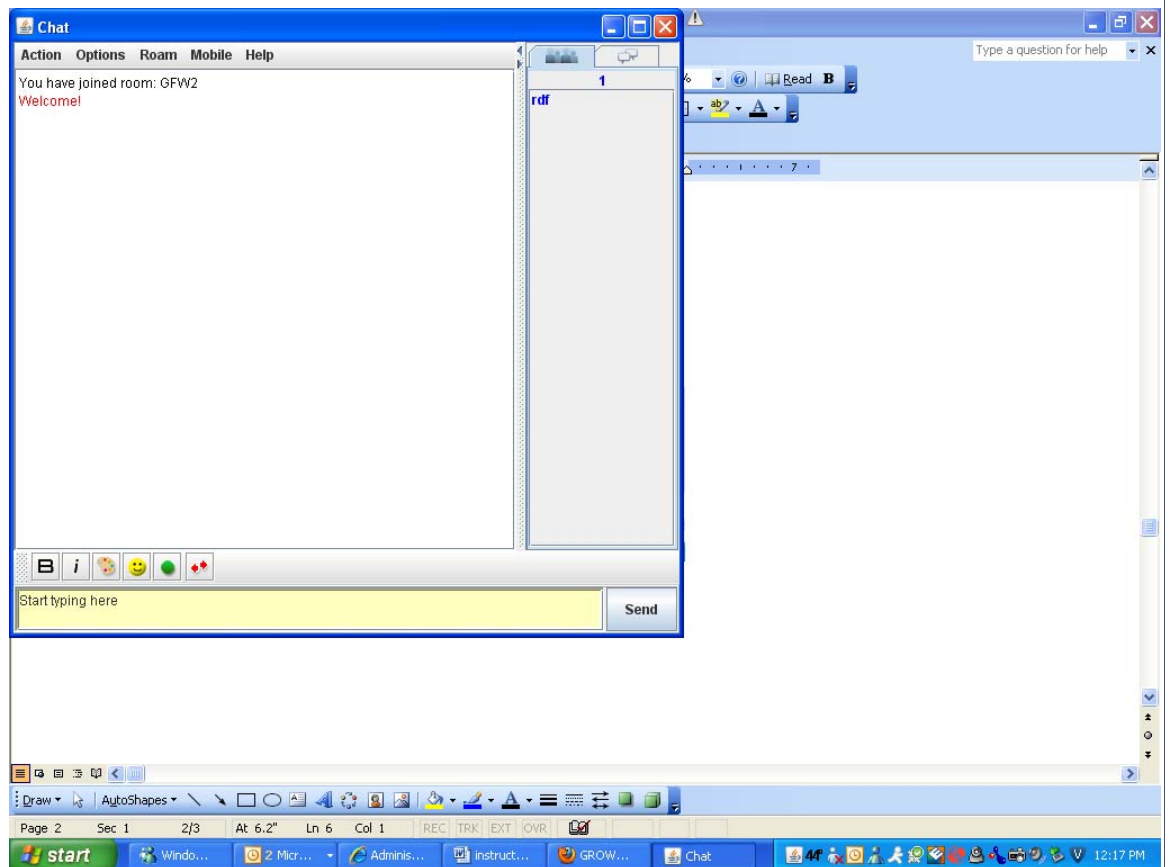 Chat
Action Options Roam Mobile Help
You have joined room: GFW2
Welcome!
1
rdf
B i
Start typing here
Send
Type a question for help
% Read B
A
7
Draw AutoShapes
Page 2 Sec 1 2/3 At 6.2" Ln 6 Col 1 REC TRK EXT OVR
start Windo... 2 Micr... Adminis... instruct... GROW... Chat 12:17 PM